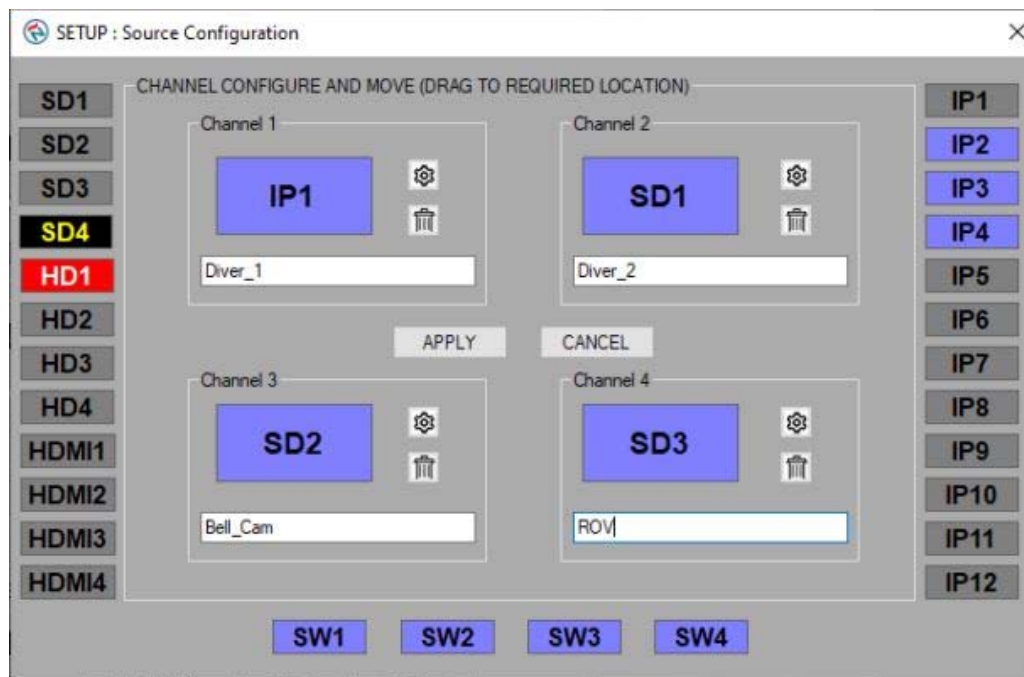 SETUP : Source Configuration
CHANNEL CONFIGURE AND MOVE (DRAG TO REQUIRED LOCATION)
SD1
SD2
SD3
SD4
HD1
HD2
HD3
HD4
HDMI1
HDMI2
HDMI3
HDMI4
Channel 1
IP1
Diver_1
Channel 2
SD1
Diver_2
APPLY
CANCEL
Channel 3
SD2
Bell_Cam
Channel 4
SD3
ROV
IP1
IP2
IP3
IP4
IP5
IP6
IP7
IP8
IP9
IP10
IP11
IP12
SW1
SW2
SW3
SW4